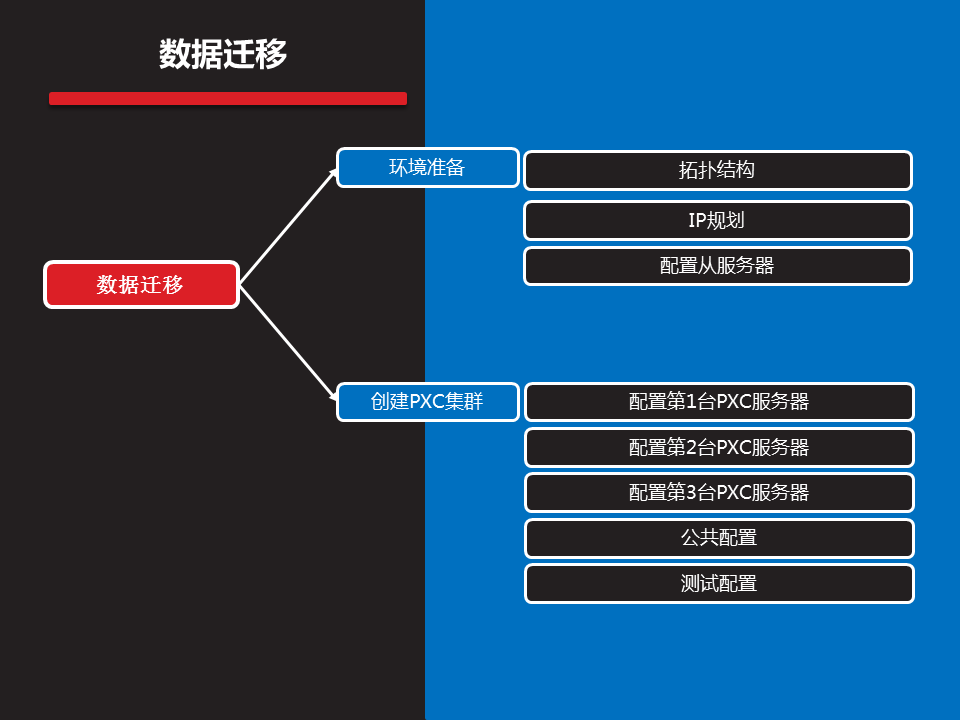 数据迁移
数据迁移
环境准备
拓扑结构
IP规划
配置从服务器
创建PXC集群
配置第1台PXC服务器
配置第2台PXC服务器
配置第3台PXC服务器
公共配置
测试配置